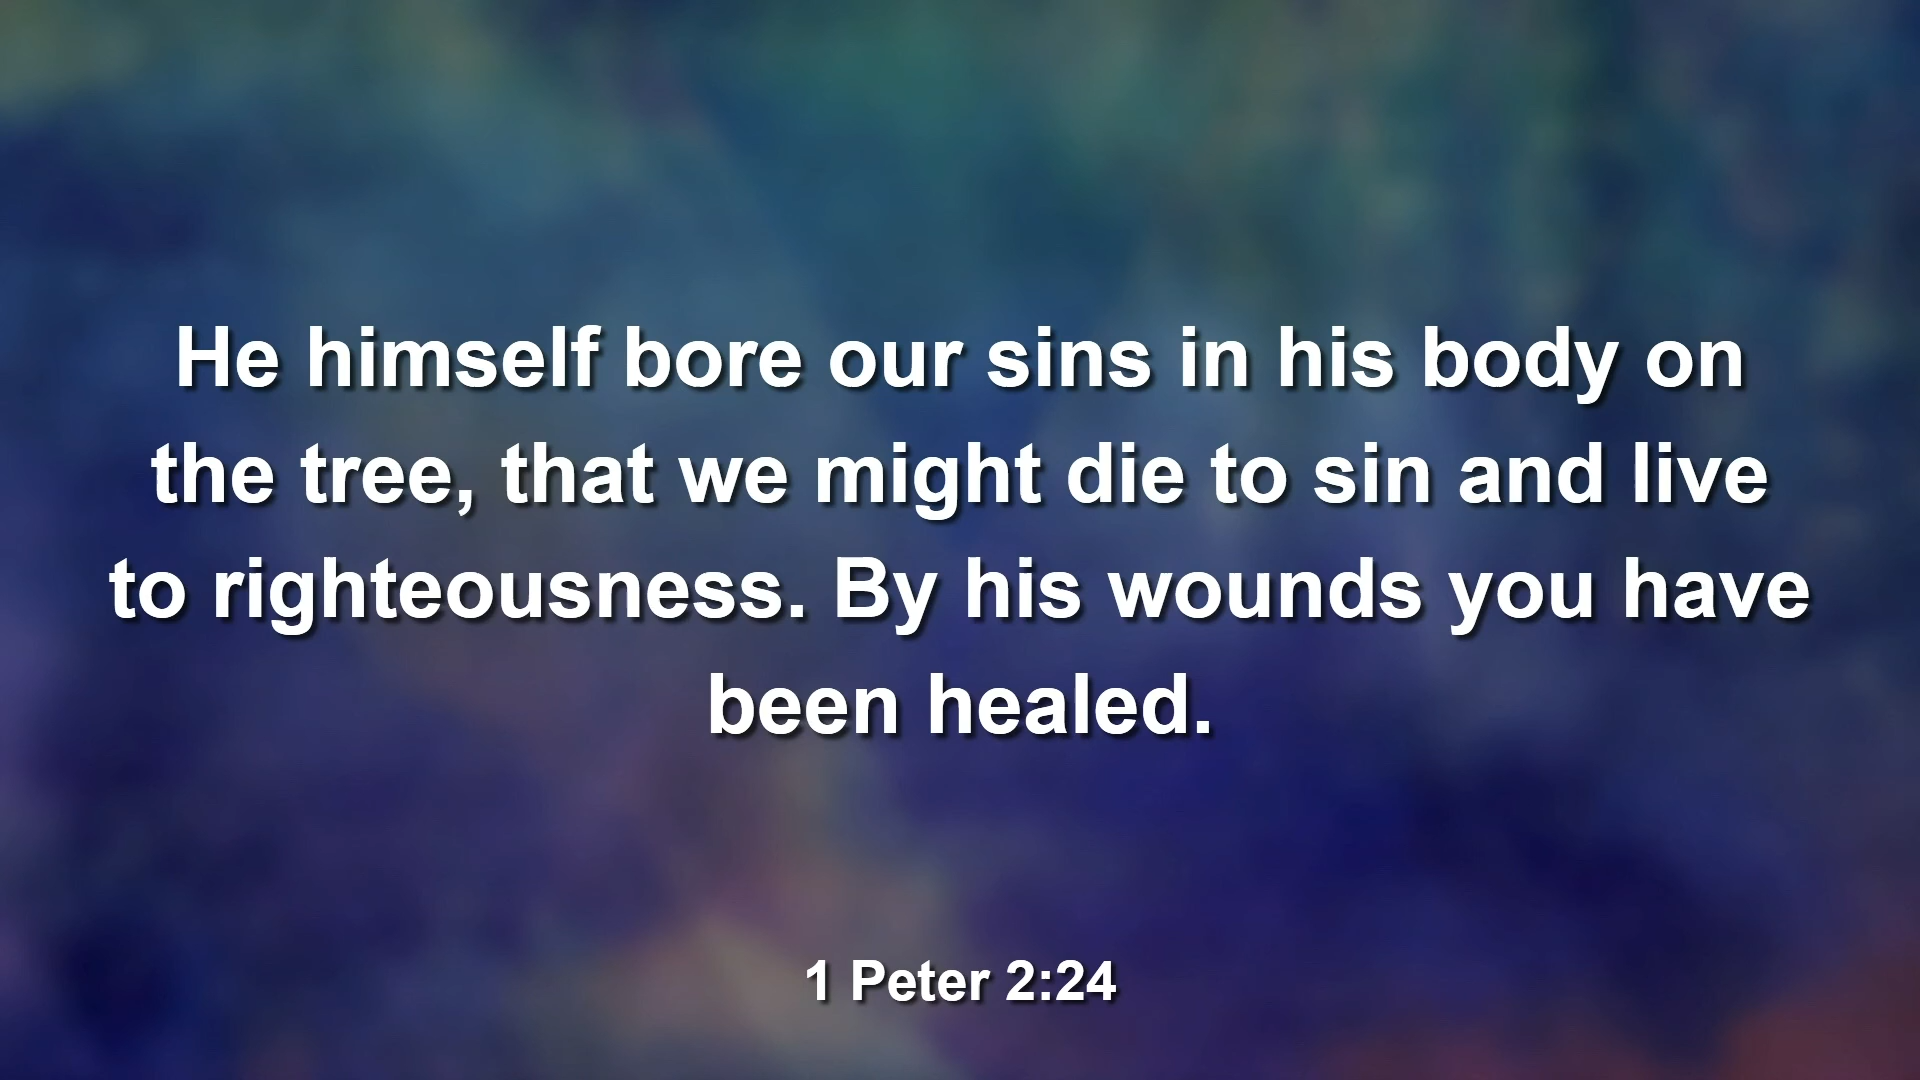 He himself bore our sins in his body on
the tree, that we might die to sin and live
to righteousness. By his wounds you have
been healed.
1 Peter 2:24